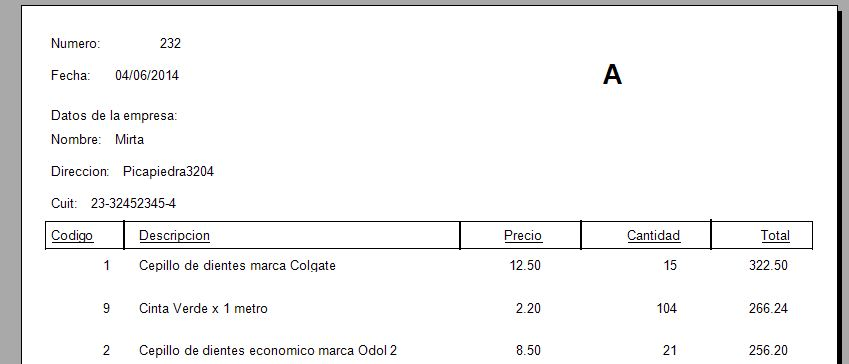 Numero: 232
Fecha: 04/06/2014
A
Datos de la empresa:
Nombre: Mirta
Direccion: Picapiedra3204
Cuit: 23-32452345-4
Codigo Descripcion Precio Cantidad Total
1 Cepillo de dientes marca Colgate 12.50 15 322.50
9 Cinta Verde x 1 metro 2.20 104 266.24
2 Cepillo de dientes economico marca Odol 2 8.50 21 256.20